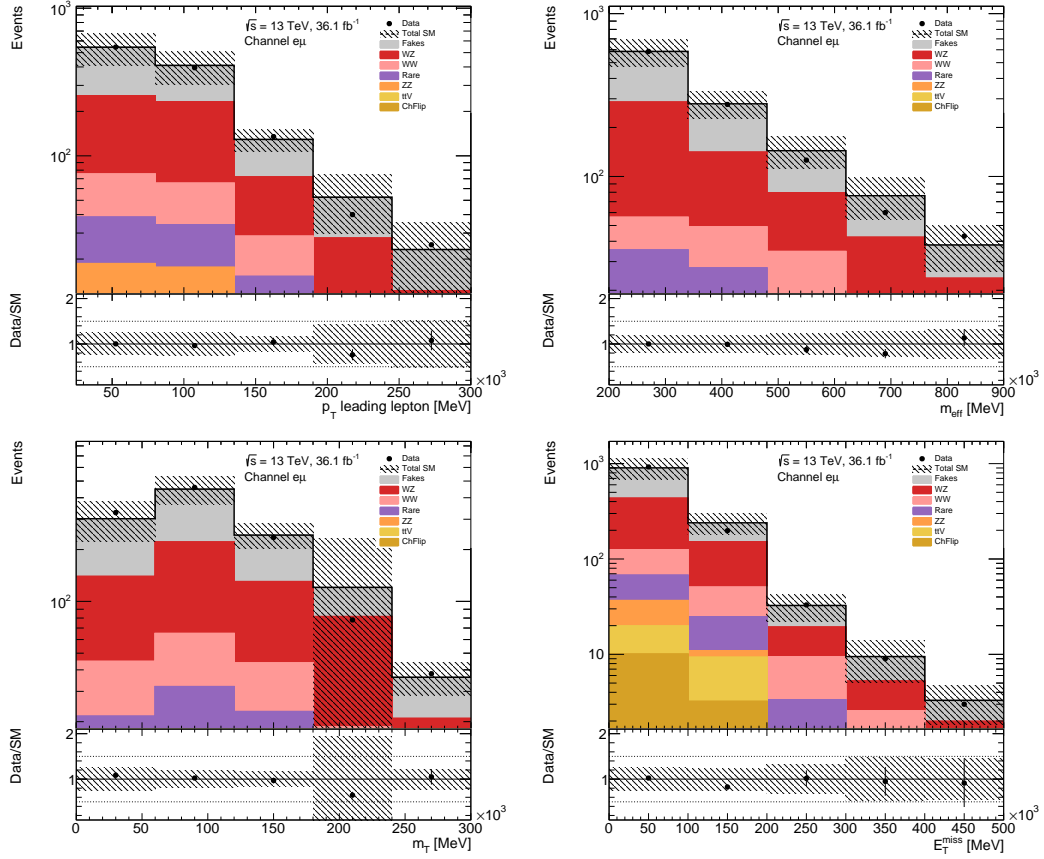 Events
10³
10²
√s = 13 TeV, 36.1 fb⁻¹
Channel eμ
Data
Total SM
Fakes
WZ
WW
Rare
ZZ
ttV
ChFlip
Data/SM
2
1
50 100 150 200 250 300
×10³
p_T leading lepton [MeV]
Events
10³
10²
√s = 13 TeV, 36.1 fb⁻¹
Channel eμ
Data
Total SM
Fakes
WZ
WW
Rare
ZZ
ttV
ChFlip
Data/SM
2
1
200 300 400 500 600 700 800 900
×10³
m_eff [MeV]
Events
10²
√s = 13 TeV, 36.1 fb⁻¹
Channel eμ
Data
Total SM
Fakes
WZ
WW
Rare
ZZ
ttV
ChFlip
Data/SM
2
1
0 50 100 150 200 250 300
×10³
m_T [MeV]
Events
10³
10²
10
1
√s = 13 TeV, 36.1 fb⁻¹
Channel eμ
Data
Total SM
Fakes
WZ
WW
Rare
ZZ
ttV
ChFlip
Data/SM
2
1
0 50 100 150 200 250 300 350 400 450 500
×10³
E_T^miss [MeV]